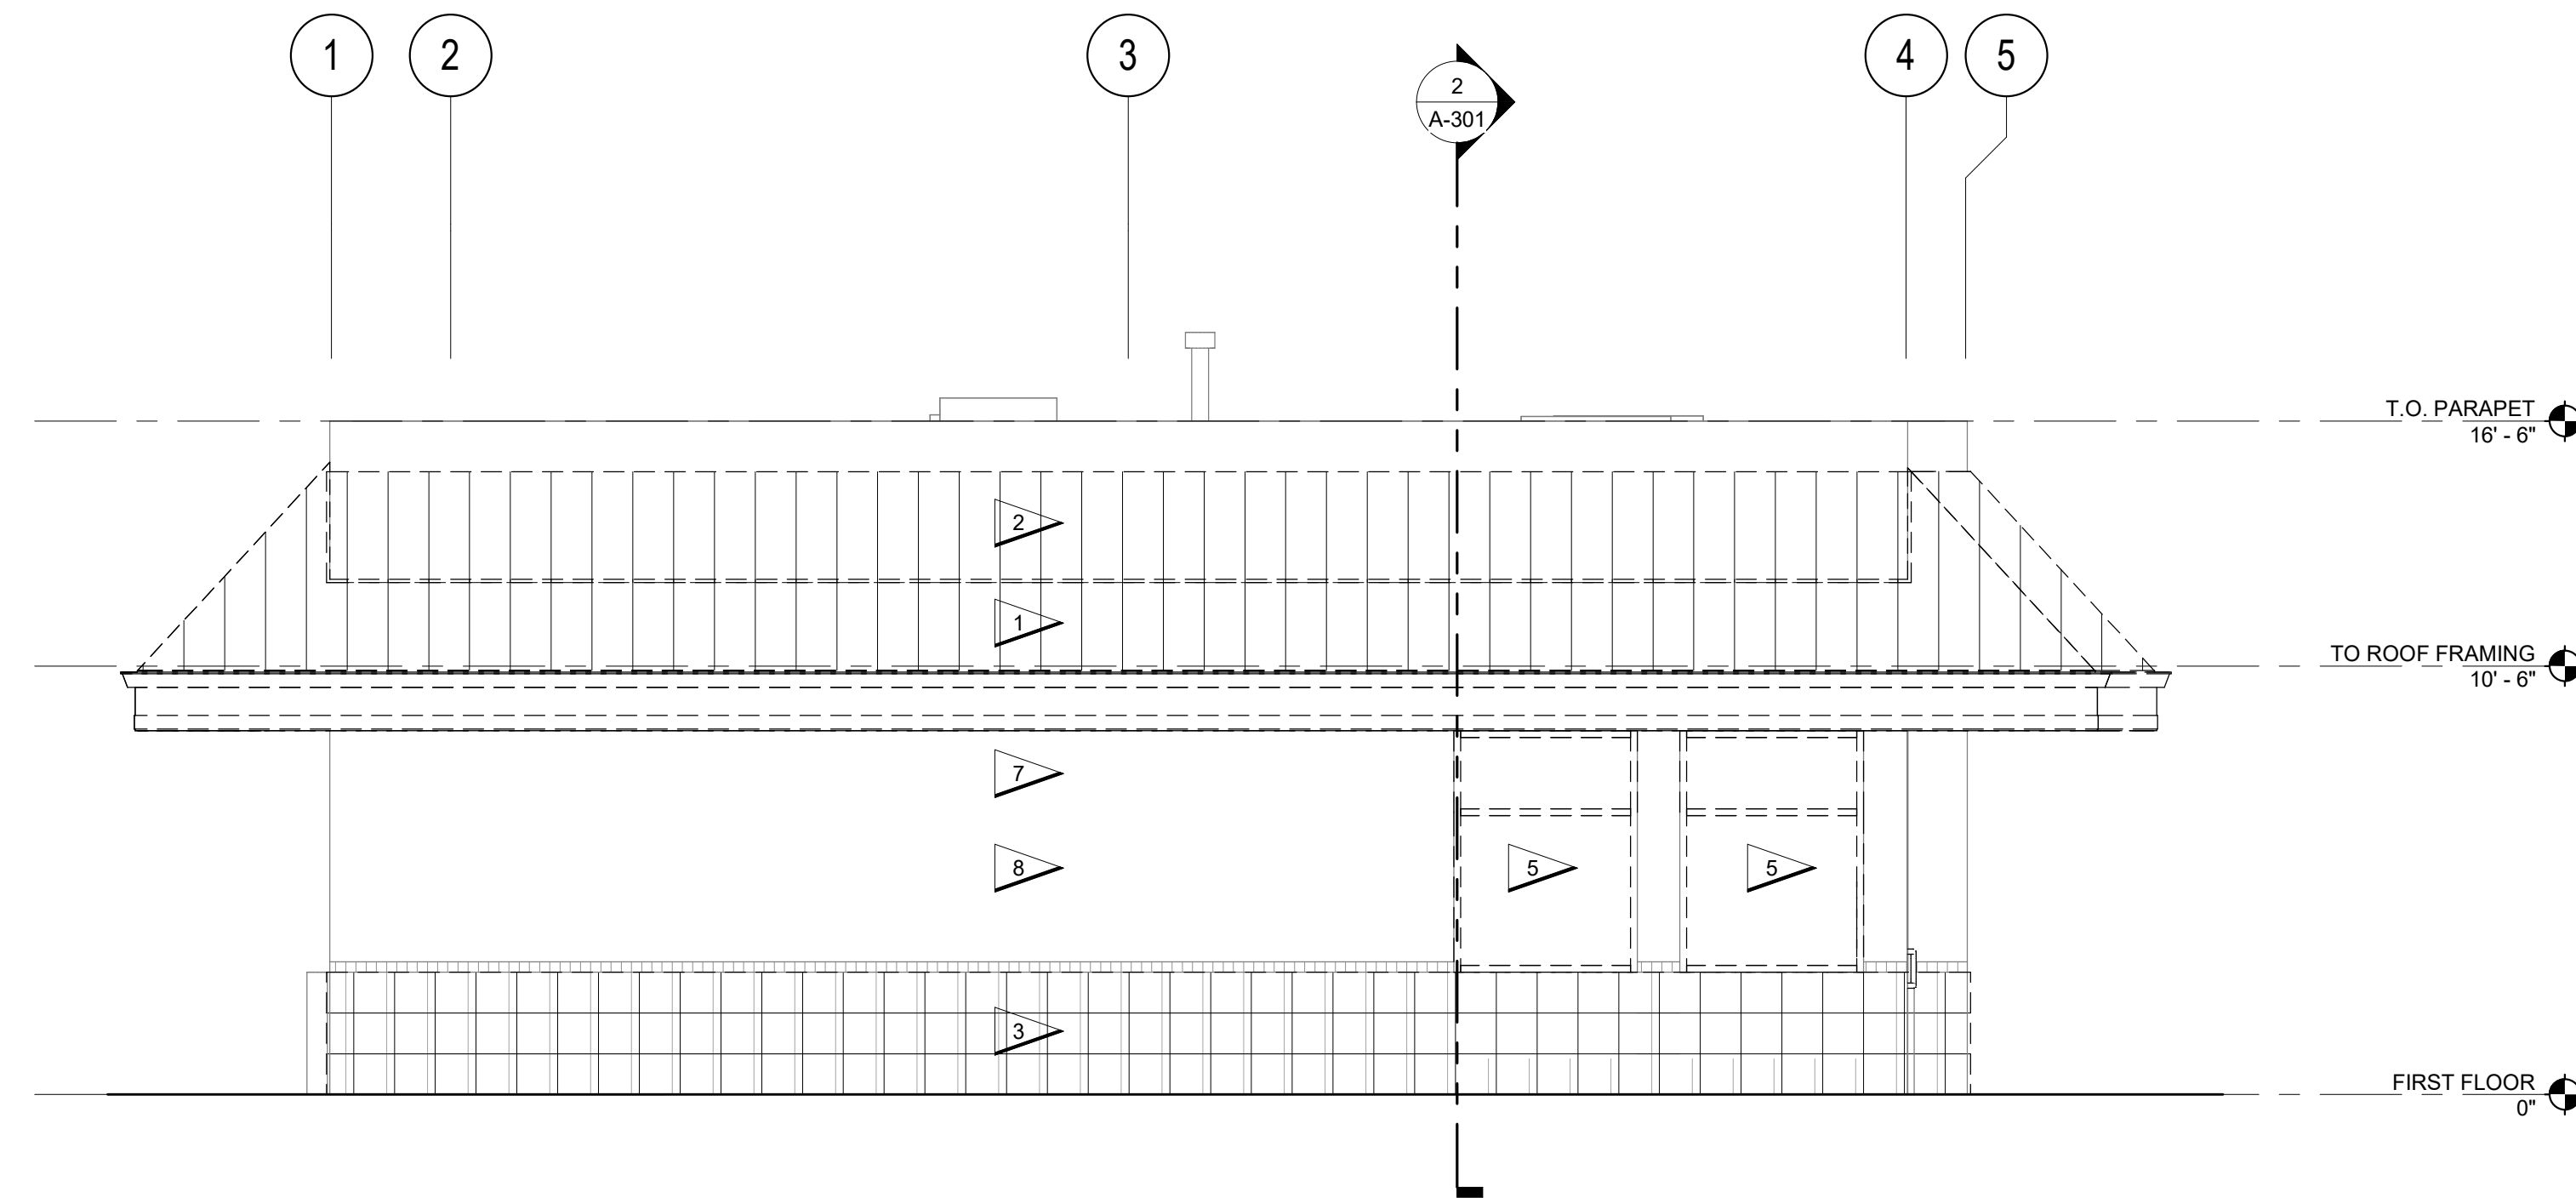 1
2
3
4
5
2
A-301
T.O. PARAPET
16' - 6"
2
1
TO ROOF FRAMING
10' - 6"
7
8
5
5
3
FIRST FLOOR
0"